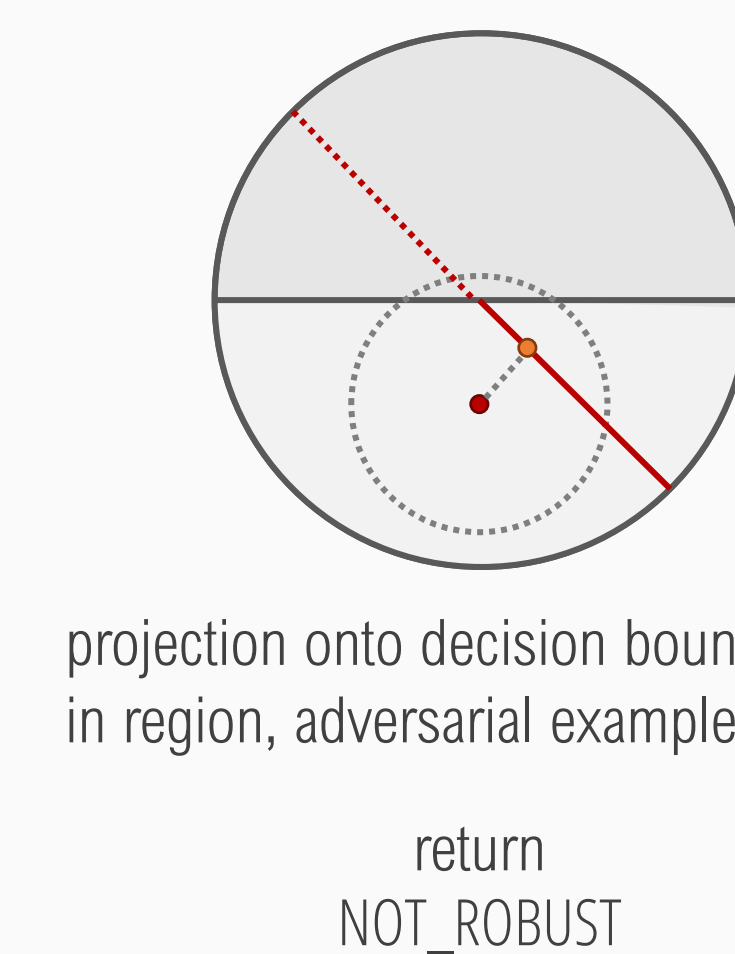 projection onto decision boun
in region, adversarial example
return
NOT_ROBUST